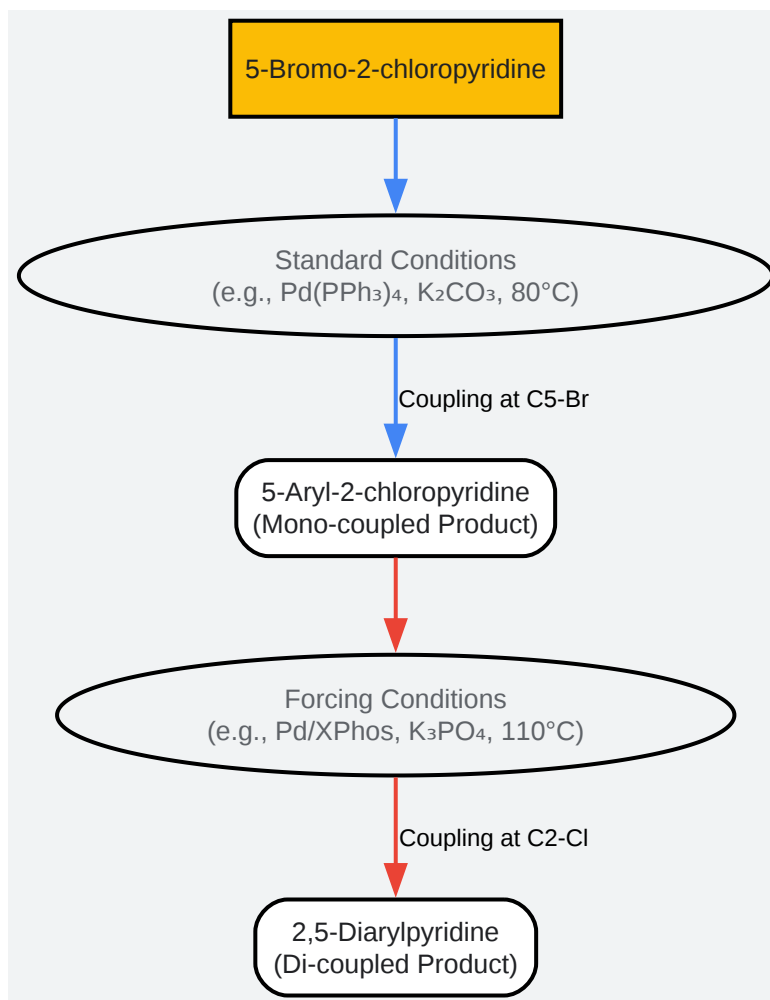 5-Bromo-2-chloropyridine
Standard Conditions
(e.g., Pd(PPh₃)₄, K₂CO₃, 80°C)
Coupling at C5-Br
5-Aryl-2-chloropyridine
(Mono-coupled Product)
Forcing Conditions
(e.g., Pd/XPhos, K₃PO₄, 110°C)
Coupling at C2-Cl
2,5-Diarylpyridine
(Di-coupled Product)